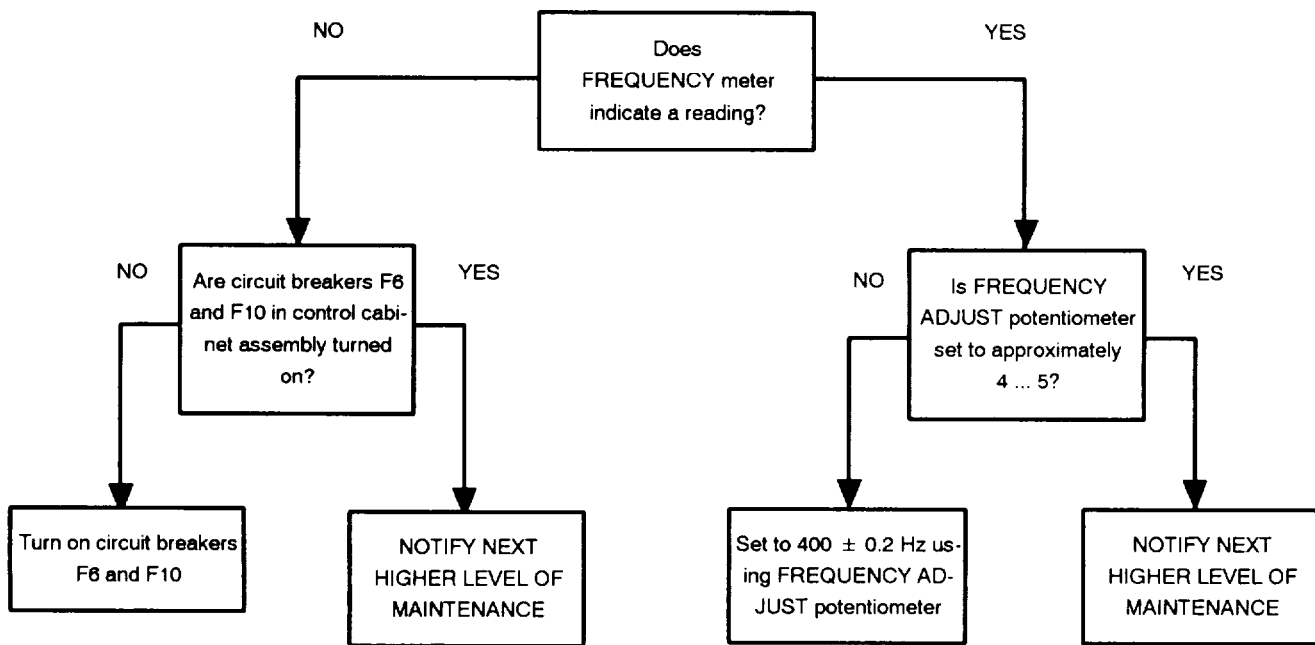 NO
YES
Does
FREQUENCY meter
indicate a reading?
NO
Are circuit breakers F6
and F10 in control cabi-
net assembly turned
on?
YES
NO
Is FREQUENCY
ADJUST potentiometer
set to approximately
4 ... 5?
YES
Turn on circuit breakers
F6 and F10
NOTIFY NEXT
HIGHER LEVEL OF
MAINTENANCE
Set to 400 ± 0.2 Hz us-
ing FREQUENCY AD-
JUST potentiometer
NOTIFY NEXT
HIGHER LEVEL OF
MAINTENANCE